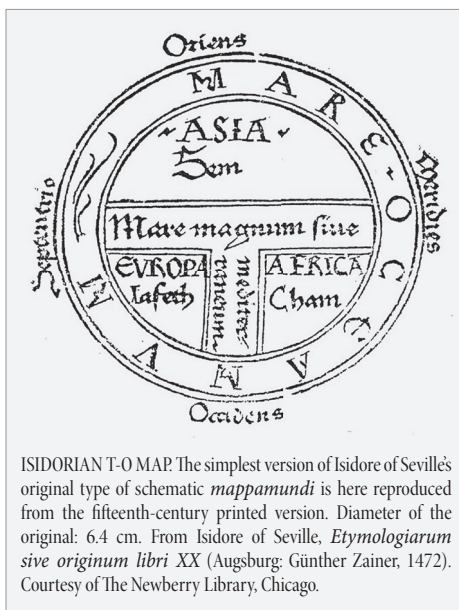 Oriens
MARE OCEANVM
Meridies
Septentrio
~ASIA~
Sem
Mare magnum siue
mediter
raneum
EVROPA
Iafeth
AFRICA
Cham
Occidens
ISIDORIAN T-O MAP. The simplest version of Isidore of Seville's
original type of schematic mappamundi is here reproduced
from the fifteenth-century printed version. Diameter of the
original: 6.4 cm. From Isidore of Seville, Etymologiarum
sive originum libri XX (Augsburg: Günther Zainer, 1472).
Courtesy of The Newberry Library, Chicago.